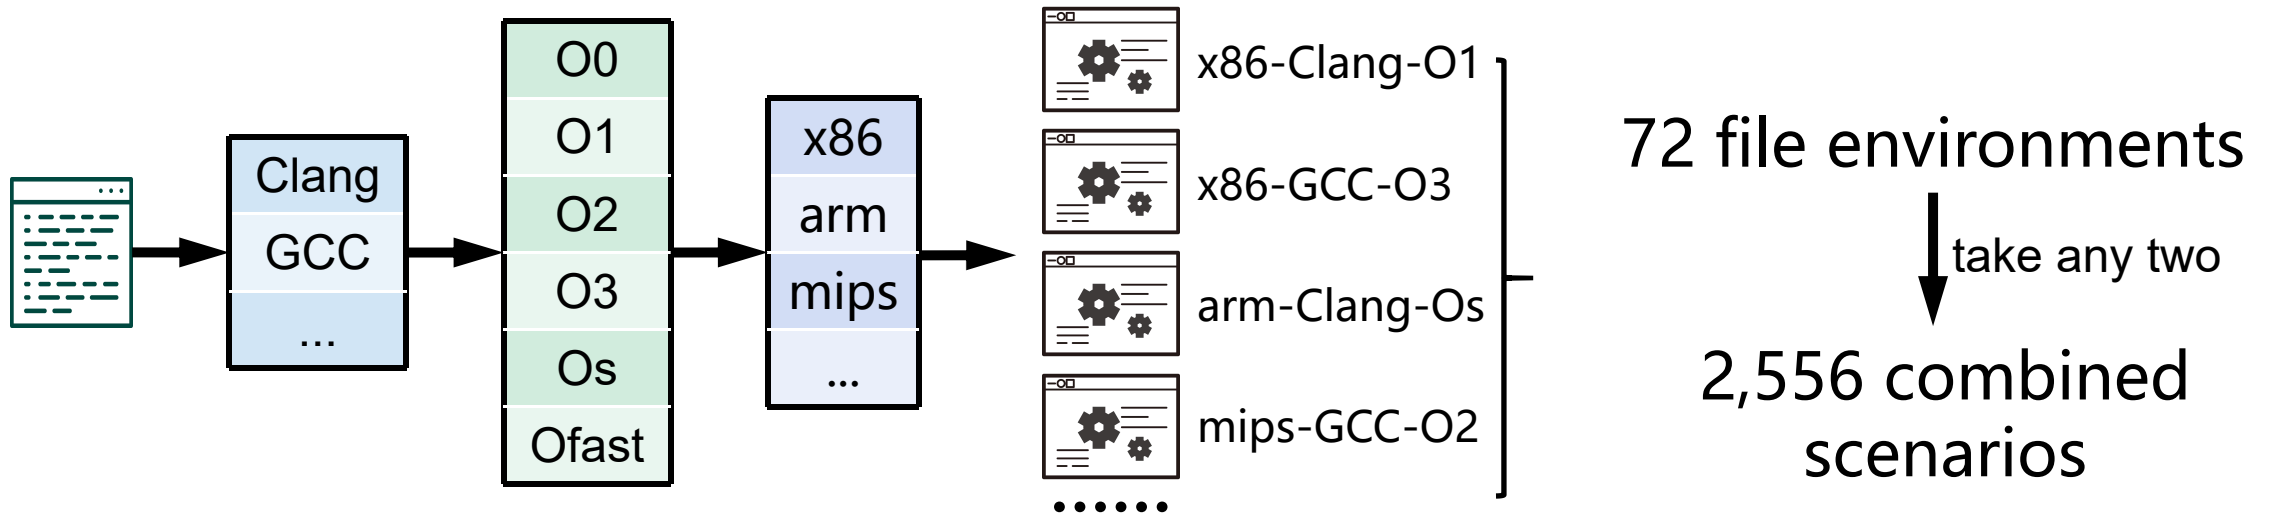 Clang
GCC
...
O0
O1
O2
O3
Os
Ofast
x86
arm
mips
...
x86-Clang-O1
x86-GCC-O3
arm-Clang-Os
mips-GCC-O2
......
72 file environments
take any two
2,556 combined
scenarios